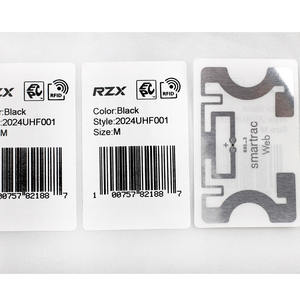 RZX
RFID
Color:Black
Style:2024UHF001
Size:M
1 00757 82188 7
RZX
RFID
Color:Black
Style:2024UHF001
Size:M
1 00757 82188 7
smartrac
Web